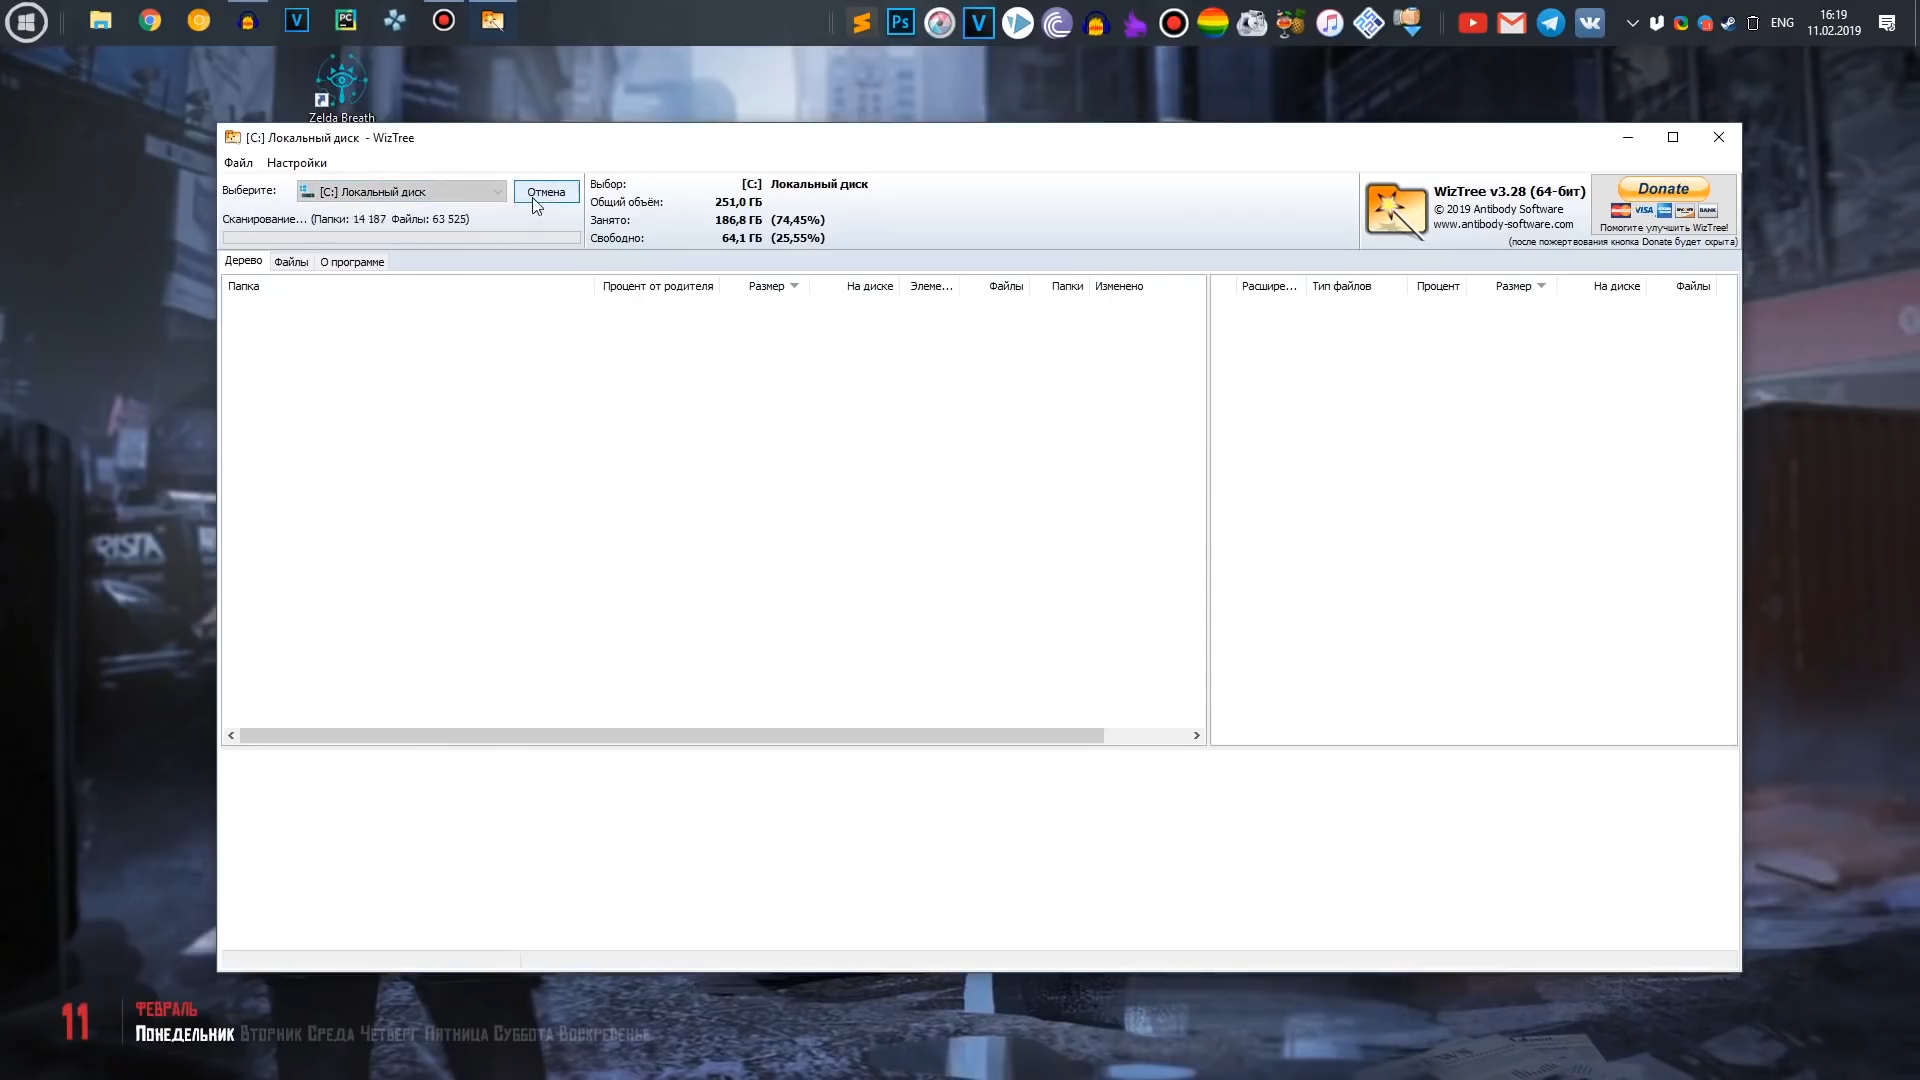 Ps
V
PC
V
ENG
16:19
11.02.2019
Zelda Breath
[C:] Локальный диск - WizTree
Файл Настройки
Выберите: [C:] Локальный диск Отмена
Сканирование... (Папки: 14 187 Файлы: 63 525)
Выбор: [C:] Локальный диск
Общий объём: 251,0 ГБ
Занято: 186,8 ГБ (74,45%)
Свободно: 64,1 ГБ (25,55%)
WizTree v3.28 (64-бит)
© 2019 Antibody Software
www.antibody-software.com
Donate
VISA
BANK
Помогите улучшить WizTree!
(после пожертвования кнопка Donate будет скрыта)
Дерево Файлы О программе
Папка Процент от родителя Размер На диске Элеме... Файлы Папки Изменено
Расшире... Тип файлов Процент Размер На диске Файлы
11
Февраль
Понедельник Вторник Среда Четверг Пятница Суббота Воскресенье